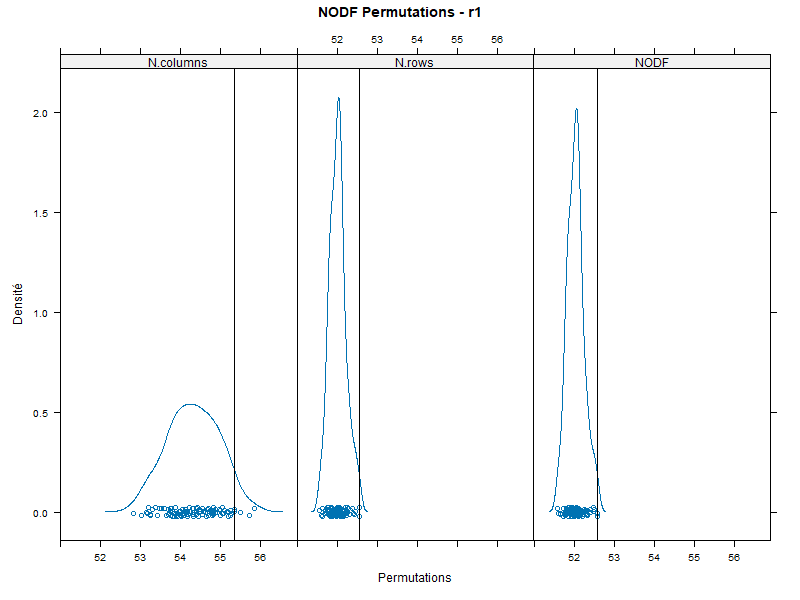 NODF Permutations - r1
52 53 54 55 56
N.columns N.rows NODF
2.0
1.5
1.0
0.5
0.0
Densité
52 53 54 55 56 52 53 54 55 56
Permutations